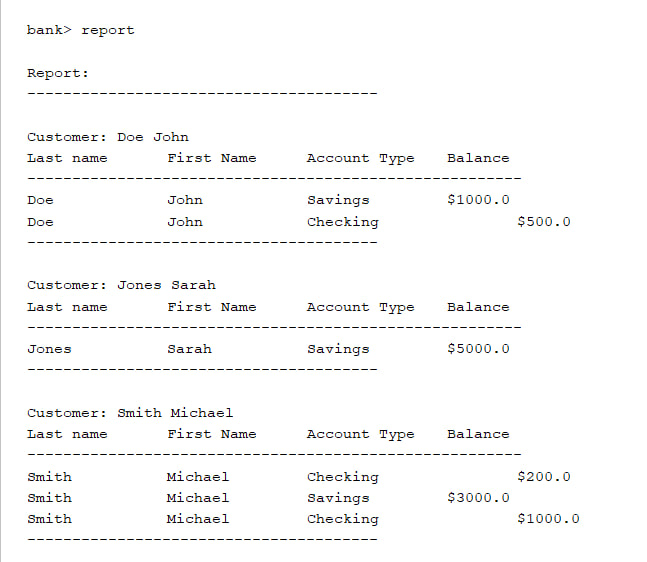 bank> report
Report:
---------------------------------------
Customer: Doe John
Last name First Name Account Type Balance
-------------------------------------------------------
Doe John Savings $1000.0
Doe John Checking $500.0
---------------------------------------
Customer: Jones Sarah
Last name First Name Account Type Balance
-------------------------------------------------------
Jones Sarah Savings $5000.0
---------------------------------------
Customer: Smith Michael
Last name First Name Account Type Balance
-------------------------------------------------------
Smith Michael Checking $200.0
Smith Michael Savings $3000.0
Smith Michael Checking $1000.0
---------------------------------------